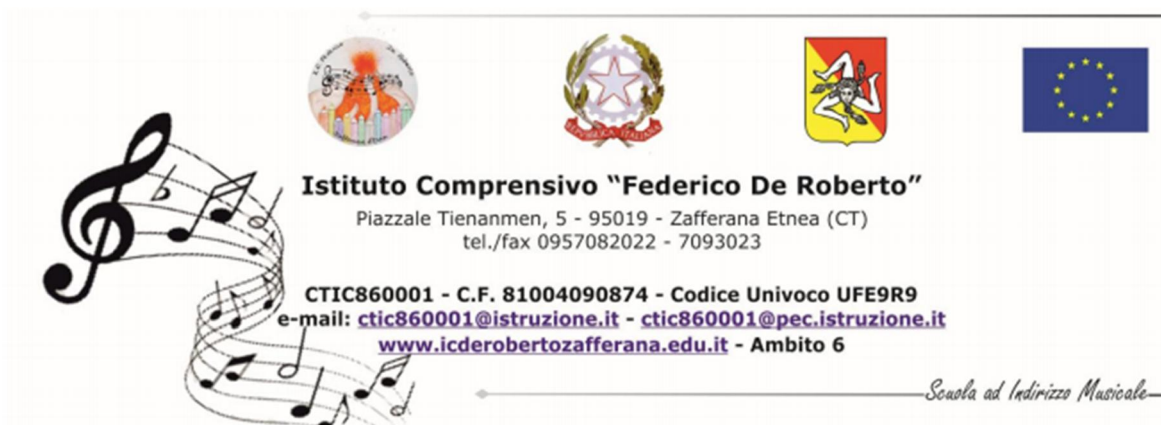 REPVBBLICA ITALIANA
Istituto Comprensivo “Federico De Roberto”
Piazzale Tienanmen, 5 - 95019 - Zafferana Etnea (CT)
tel./fax 0957082022 - 7093023
CTIC860001 - C.F. 81004090874 - Codice Univoco UFE9R9
e-mail: ctic860001@istruzione.it - ctic860001@pec.istruzione.it
www.icderobertozafferana.edu.it - Ambito 6
Scuola ad Indirizzo Musicale